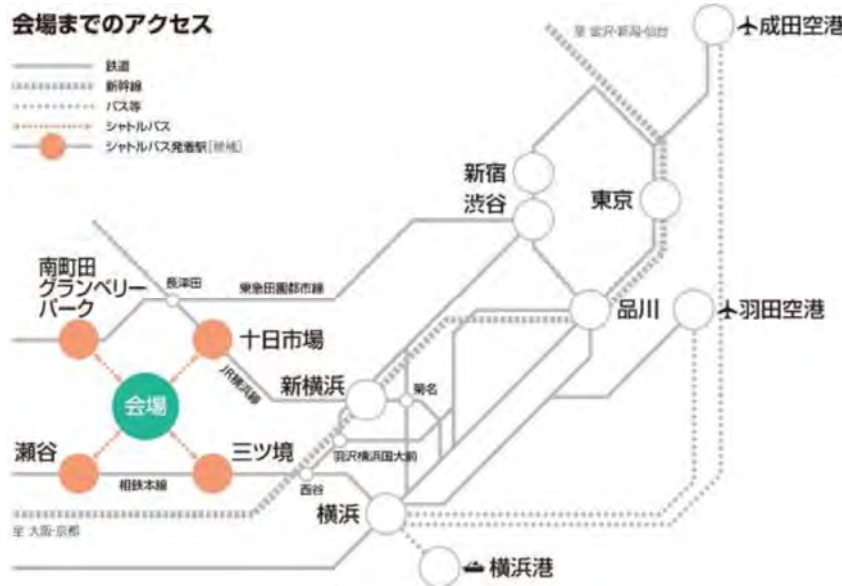 会場までのアクセス
鉄道
新幹線
バス等
シャトルバス
シャトルバス発着駅[候補]
至 金沢・新潟・仙台
成田空港
新宿
渋谷
東京
南町田
グランベリー
パーク
長津田
東急田園都市線
十日市場
品川
羽田空港
JR横浜線
新横浜
菊名
会場
瀬谷
三ツ境
羽沢横浜国大前
相鉄本線
西谷
横浜
至 大阪・京都
横浜港